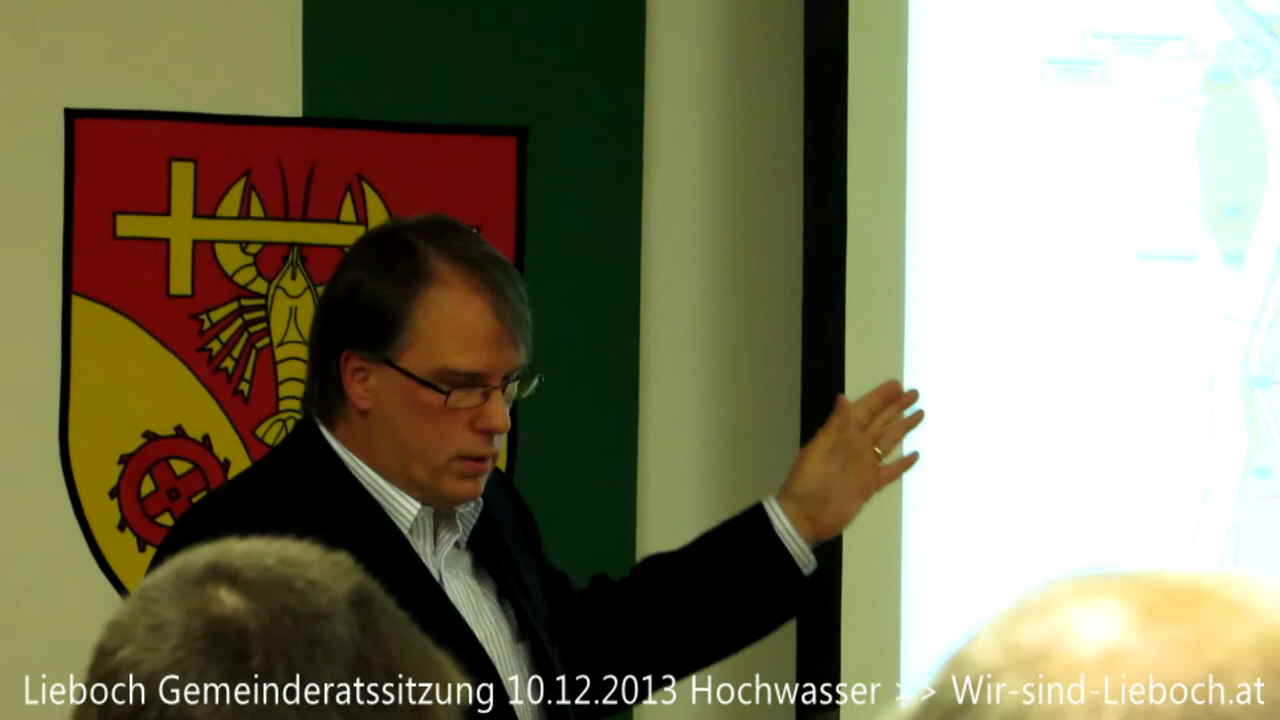 Lieboch Gemeinderatssitzung 10.12.2013 Hochwasser > > Wir-sind-Lieboch.at